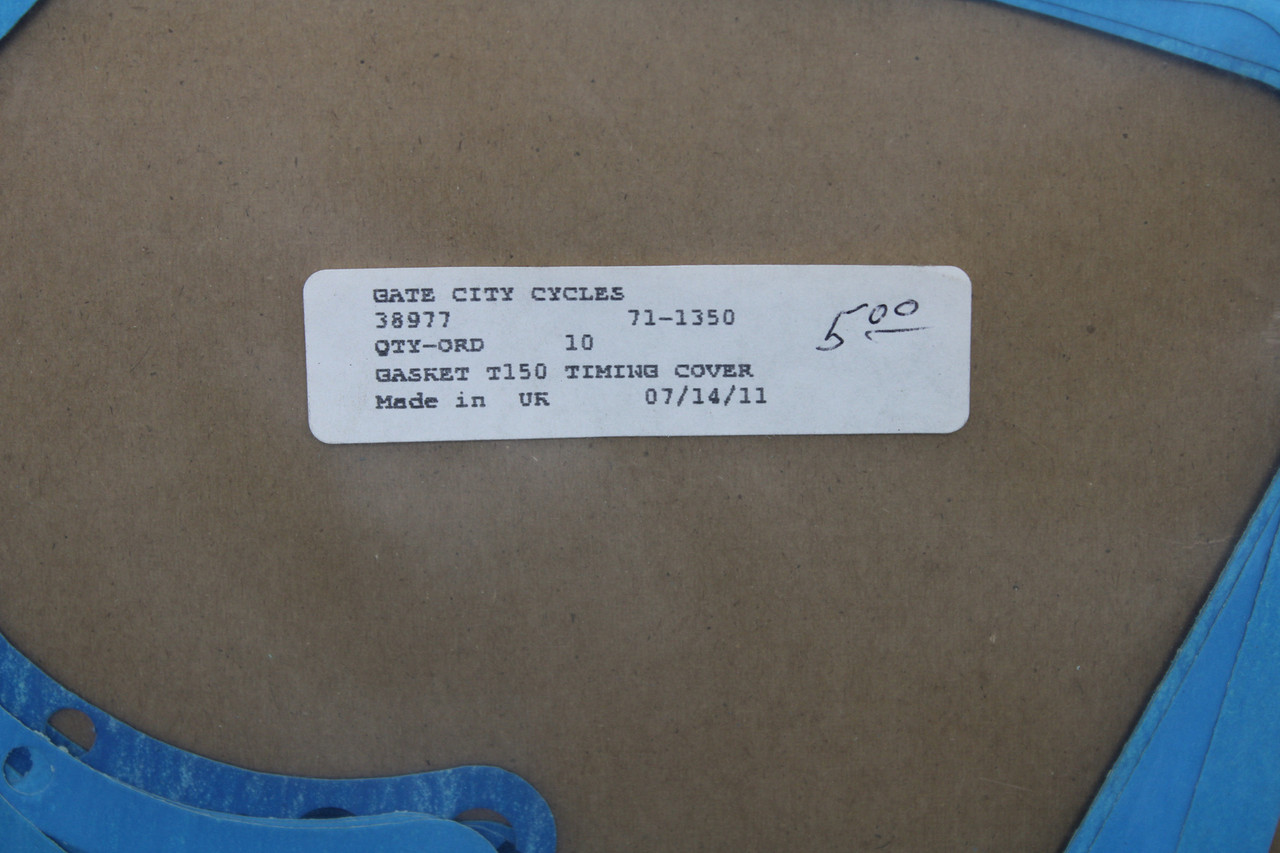 GATE CITY CYCLES
38977 71-1350
5.00
QTY-ORD 10
GASKET T150 TIMING COVER
Made in UK 07/14/11